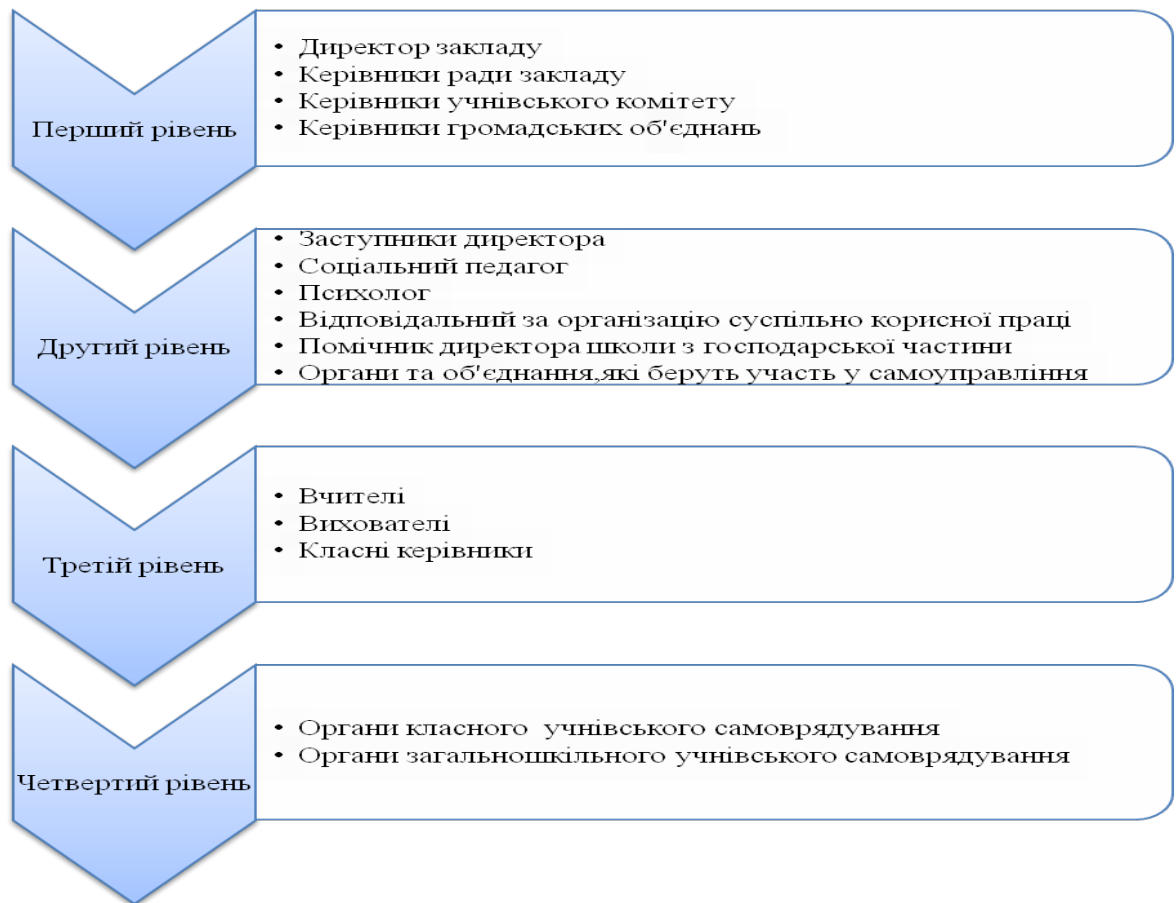 Перший рівень
• Директор закладу
• Керівники ради закладу
• Керівники учнівського комітету
• Керівники громадських об'єднань
Другий рівень
• Заступники директора
• Соціальний педагог
• Психолог
• Відповідальний за організацію суспільно корисної праці
• Помічник директора школи з господарської частини
• Органи та об'єднання,які беруть участь у самоуправління
Третій рівень
• Вчителі
• Вихователі
• Класні керівники
Четвертий рівень
• Органи класного  учнівського самоврядування
• Органи загальношкільного учнівського самоврядування